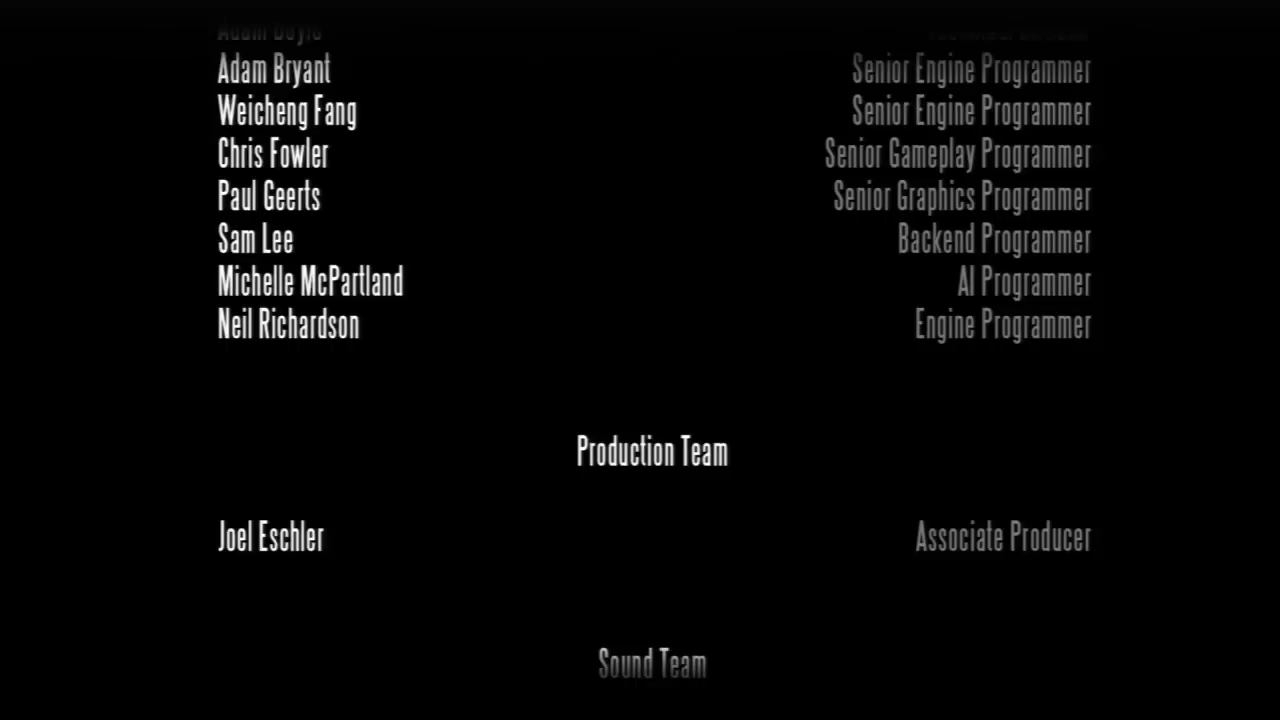 Adam Bryant Senior Engine Programmer
Weicheng Fang Senior Engine Programmer
Chris Fowler Senior Gameplay Programmer
Paul Geerts Senior Graphics Programmer
Sam Lee Backend Programmer
Michelle McPartland AI Programmer
Neil Richardson Engine Programmer
Production Team
Joel Eschler Associate Producer
Sound Team